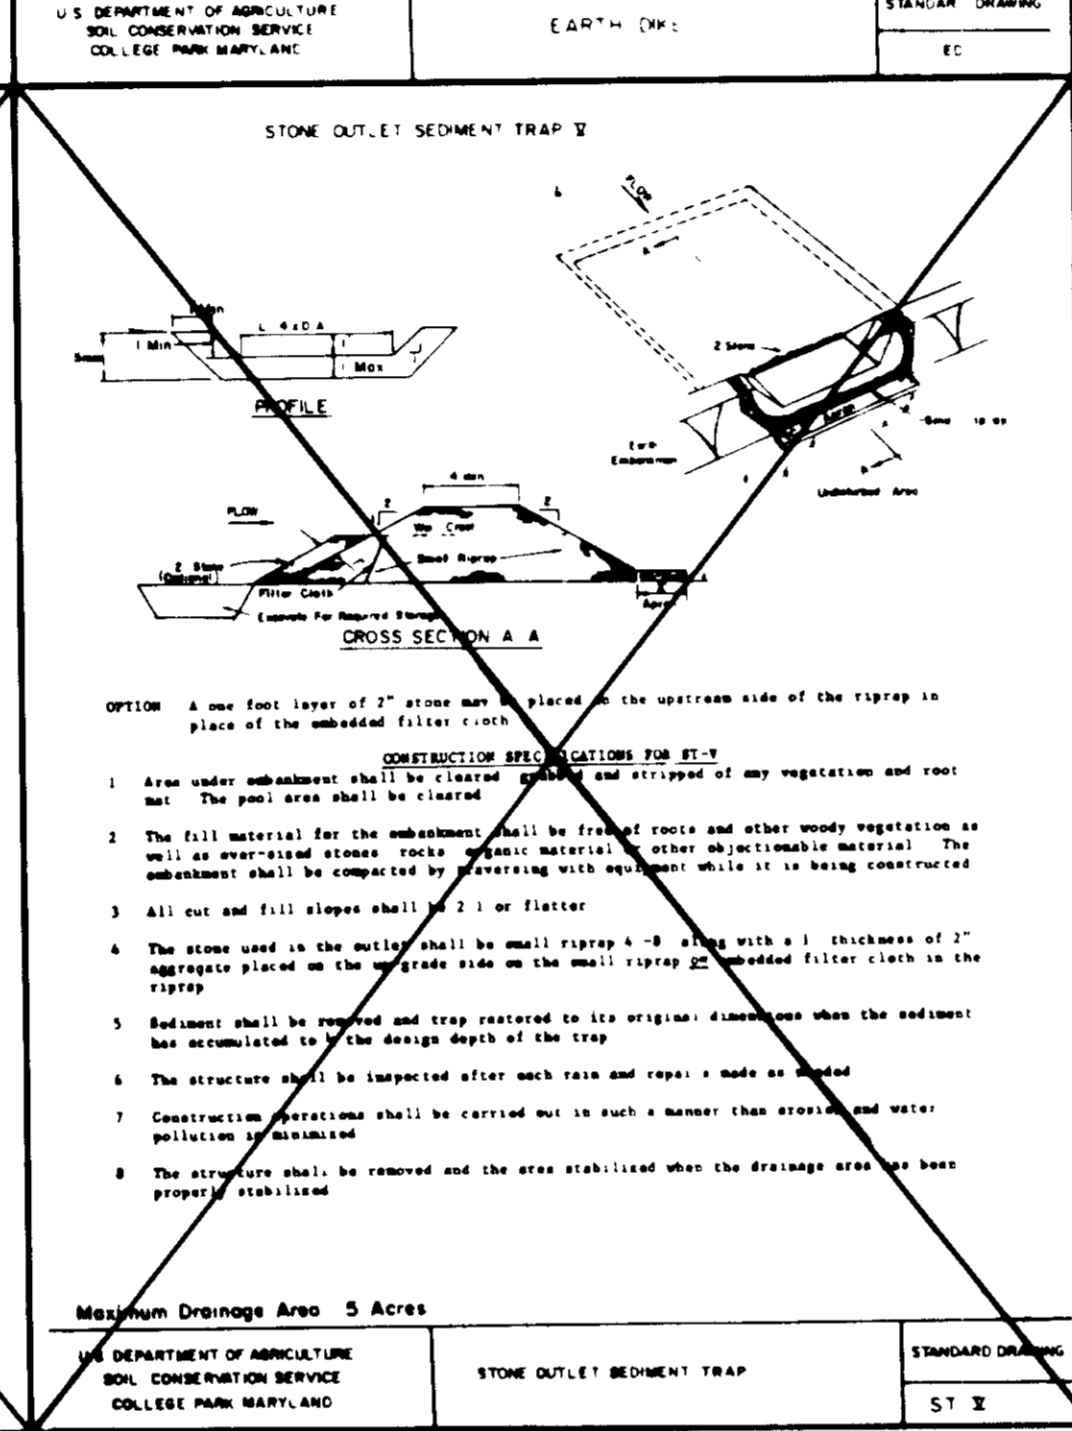 U S DEPARTMENT OF AGRICULTURE
SOIL CONSERVATION SERVICE
COLLEGE PARK MARYLAND
EARTH DIKE
STANDAR DRAWING
STONE OUTLET SEDIMENT TRAP V
FLOW
A
L 4 x D A
1 Min
1 Max
PROFILE
2 Stone
Earth
Embankment
A
Undisturbed Area
4 min
2
2
FLOW
Weir Crest
Small Riprap
2 Stone
(Optional)
Filter Cloth
Apron
Excavate For Required Storage
CROSS SECTION A A
OPTION A one foot layer of 2" stone may be placed on the upstream side of the riprap in
place of the embedded filter cloth
CONSTRUCTION SPECIFICATIONS FOR ST-V
1 Area under embankment shall be cleared grubbed and stripped of any vegetation and root
mat The pool area shall be cleared
2 The fill material for the embankment shall be free of roots and other woody vegetation as
well as over-sized stones rocks organic material or other objectionable material The
embankment shall be compacted by traversing with equipment while it is being constructed
3 All cut and fill slopes shall be 2 1 or flatter
4 The stone used in the outlet shall be small riprap 4 -8 along with a 1 thickness of 2"
aggregate placed on the up grade side on the small riprap or embedded filter cloth in the
riprap
5 Sediment shall be removed and trap restored to its original dimensions when the sediment
has accumulated to ½ the design depth of the trap
6 The structure shall be inspected after each rain and repai s made as needed
7 Construction operations shall be carried out in such a manner than erosion and water
pollution is minimized
8 The structure shall be removed and the area stabilized when the drainage area has been
properly stabilized
Maximum Drainage Area 5 Acres
U S DEPARTMENT OF AGRICULTURE
SOIL CONSERVATION SERVICE
COLLEGE PARK MARYLAND
STONE OUTLET SEDIMENT TRAP
STANDARD DRAWING
ST V